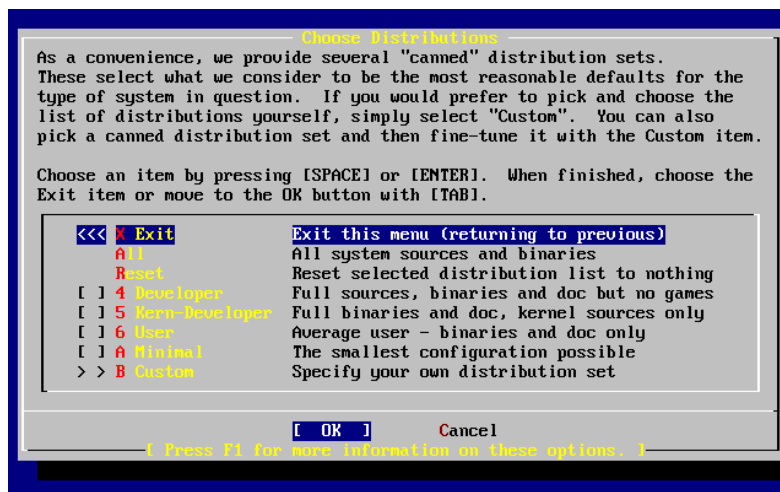 Choose Distributions
As a convenience, we provide several "canned" distribution sets.
These select what we consider to be the most reasonable defaults for the
type of system in question.  If you would prefer to pick and choose the
list of distributions yourself, simply select "Custom".  You can also
pick a canned distribution set and then fine-tune it with the Custom item.
Choose an item by pressing [SPACE] or [ENTER].  When finished, choose the
Exit item or move to the OK button with [TAB].
<<< X Exit Exit this menu (returning to previous)
All All system sources and binaries
Reset Reset selected distribution list to nothing
[ ] 4 Developer Full sources, binaries and doc but no games
[ ] 5 Kern-Developer Full binaries and doc, kernel sources only
[ ] 6 User Average user - binaries and doc only
[ ] A Minimal The smallest configuration possible
> > B Custom Specify your own distribution set
[ OK ] Cancel
[ Press F1 for more information on these options. ]